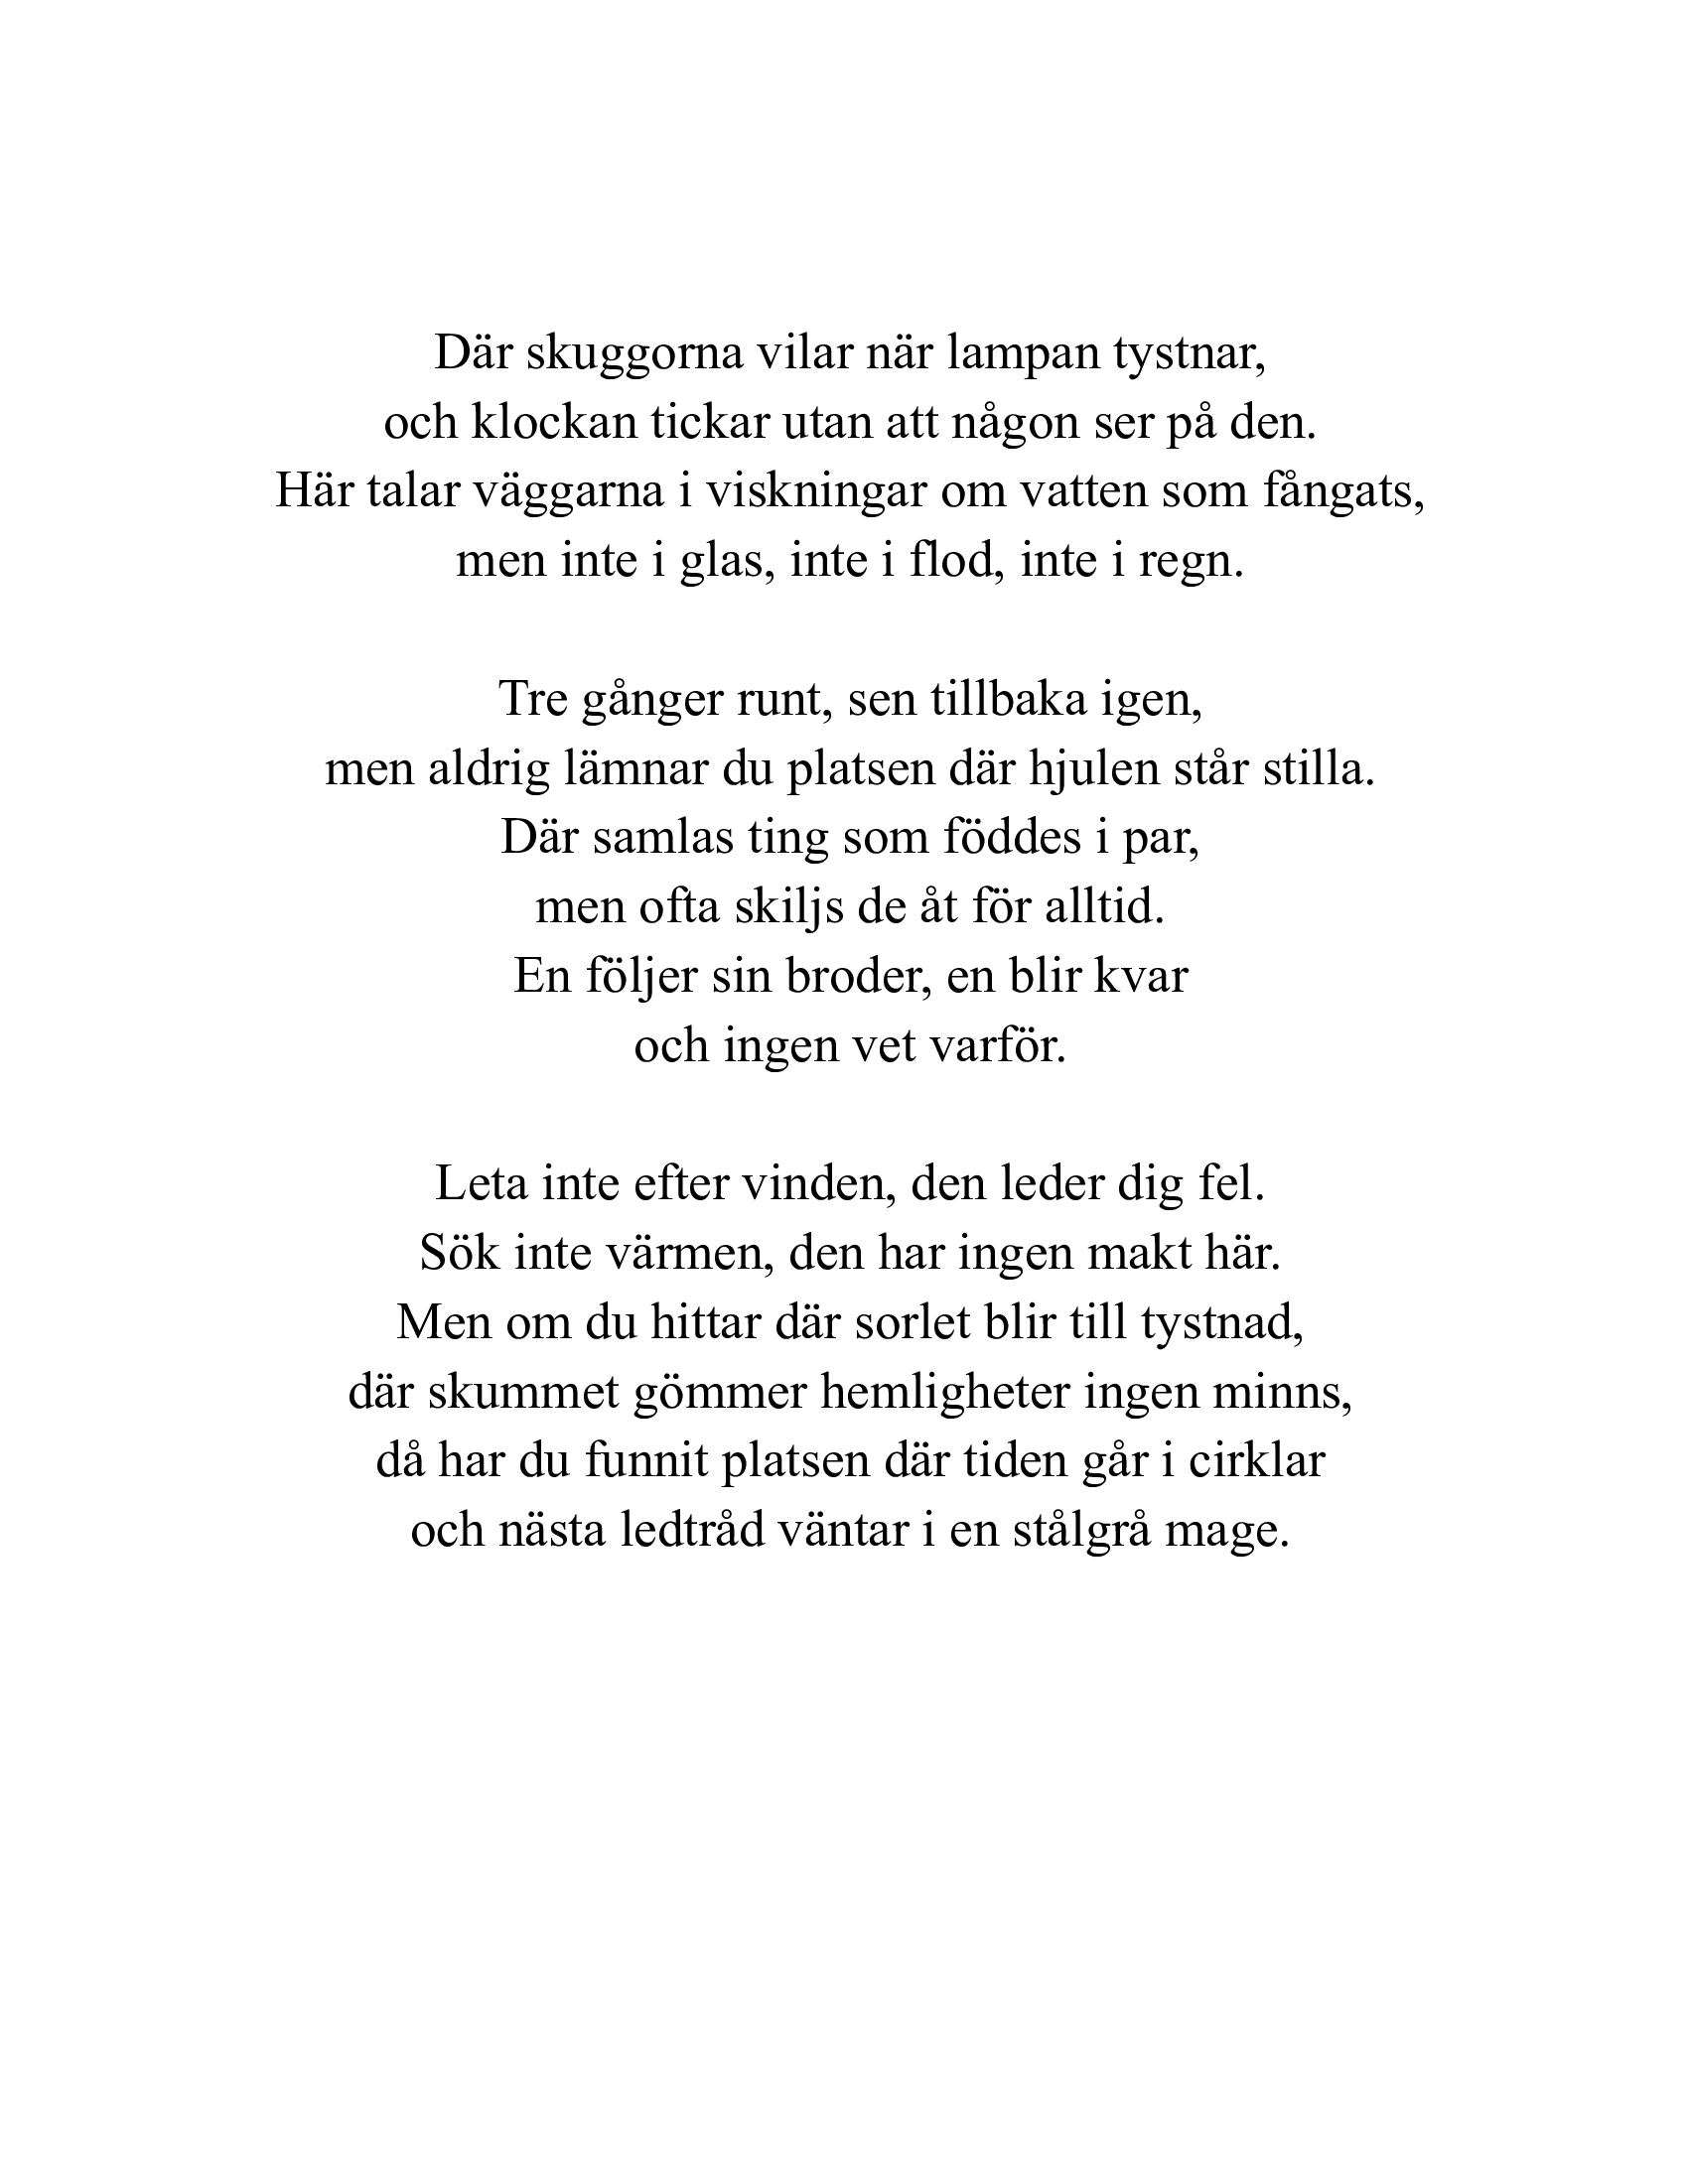 Där skuggorna vilar när lampan tystnar,
och klockan tickar utan att någon ser på den.
Här talar väggarna i viskningar om vatten som fångats,
men inte i glas, inte i flod, inte i regn.
Tre gånger runt, sen tillbaka igen,
men aldrig lämnar du platsen där hjulen står stilla.
Där samlas ting som föddes i par,
men ofta skiljs de åt för alltid.
En följer sin broder, en blir kvar
och ingen vet varför.
Leta inte efter vinden, den leder dig fel.
Sök inte värmen, den har ingen makt här.
Men om du hittar där sorlet blir till tystnad,
där skummet gömmer hemligheter ingen minns,
då har du funnit platsen där tiden går i cirklar
och nästa ledtråd väntar i en stålgrå mage.